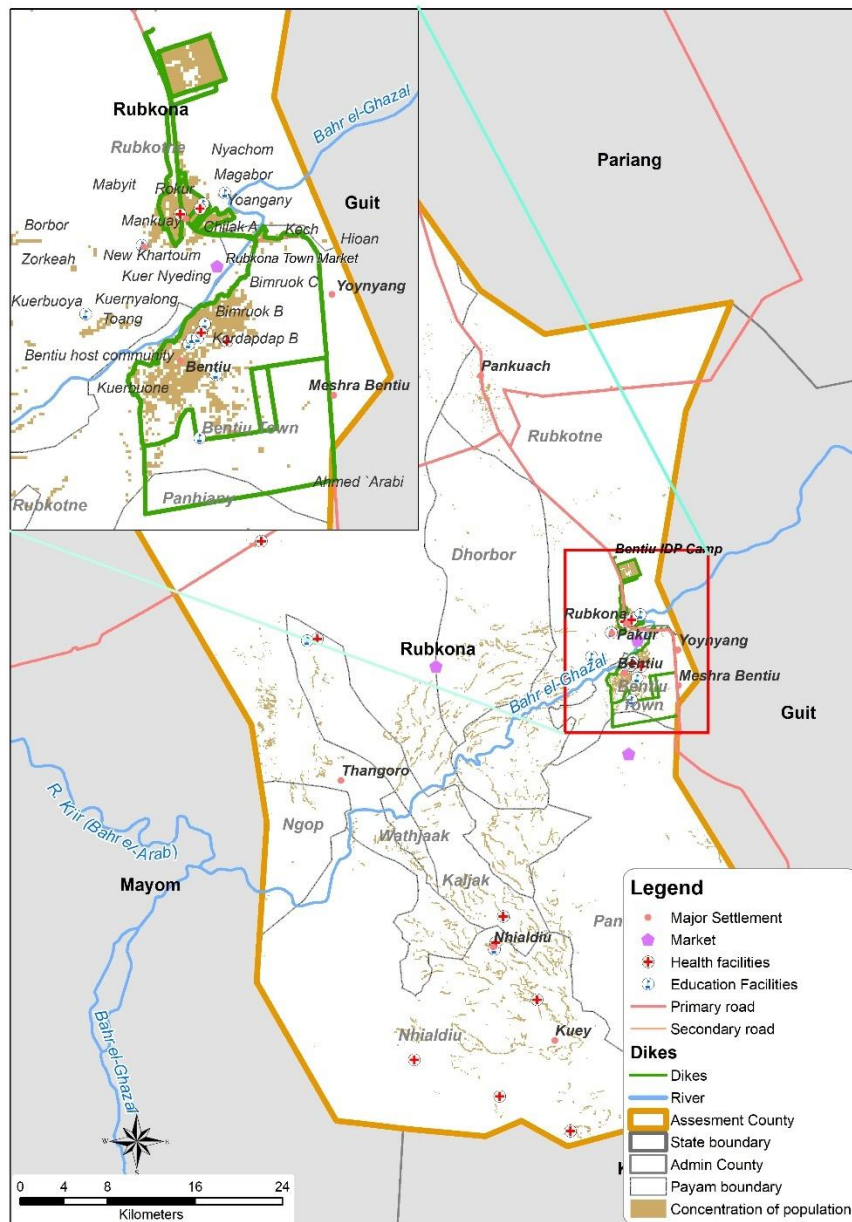 Rubkona
Rubkotne
Nyachom
Mabyit
Rokur
Magabor
Yoangany
Bahr el-Ghazal
Guit
Borbor
Mankuay
Chilak A
Kech
Hioan
Zorkeah
New Khartoum
Rubkona Town Market
Kuer Nyeding
Bimruok C
Yoynyang
Kuerbuoya
Kuernyalong
Toang
Bimruok B
Kordapdap B
Bentiu host community
Bentiu
Kuerbuone
Meshra Bentiu
Bentiu Town
Ahmed `Arabi
Rubkotne
Panhiany
Pariang
Pankuach
Rubkotne
Dhorbor
Bentiu IDP Camp
Rubkona
Pakur
Rubkona
Yoynyang
Bentiu
Meshra Bentiu
Bentiu
Town
Bahr el-Ghazal
Guit
Thangoro
Ngop
Wathjaak
R. Kiir (Bahr el-Arab)
Mayom
Kaljak
Pan
Nhialdiu
Kuey
Nhialdiu
Bahr el-Ghazal
Legend
Major Settlement
Market
Health facilities
Education Facilities
Primary road
Secondary road
Dikes
Dikes
River
Assesment County
State boundary
Admin County
Payam boundary
Concentration of population
K
N
W E
S
0 4 8 16 24
Kilometers